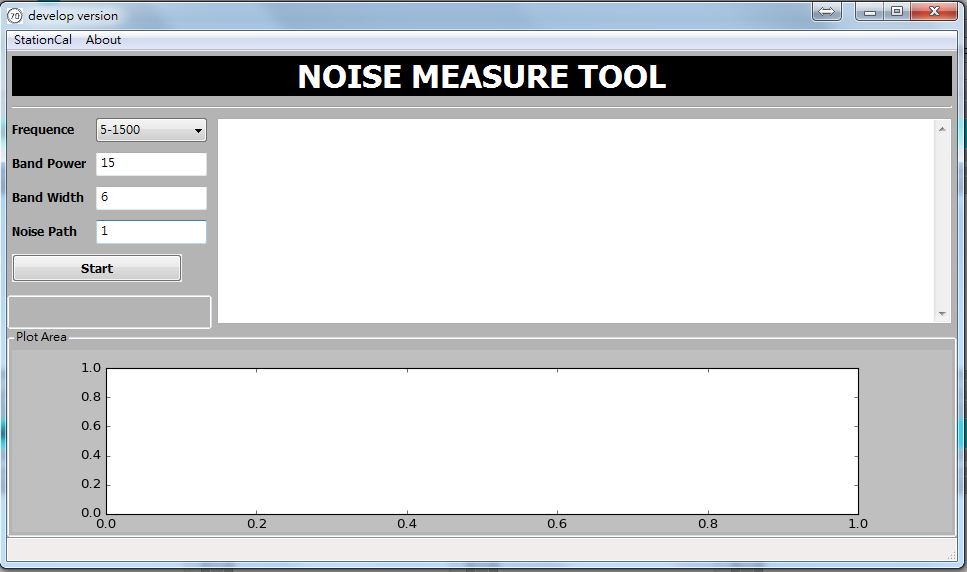 70 develop version
StationCal About
NOISE MEASURE TOOL
Frequence 5-1500
Band Power 15
Band Width 6
Noise Path 1
Start
Plot Area
1.0
0.8
0.6
0.4
0.2
0.0
0.0 0.2 0.4 0.6 0.8 1.0